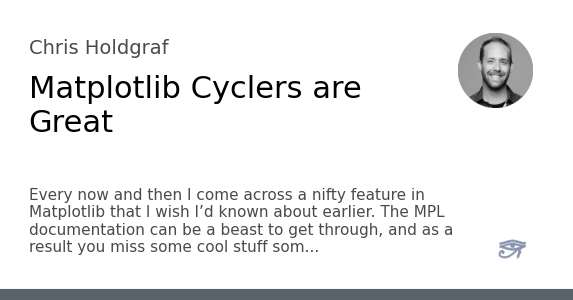 Chris Holdgraf
Matplotlib Cyclers are
Great
Every now and then I come across a nifty feature in
Matplotlib that I wish I’d known about earlier. The MPL
documentation can be a beast to get through, and as a
result you miss some cool stuff som...